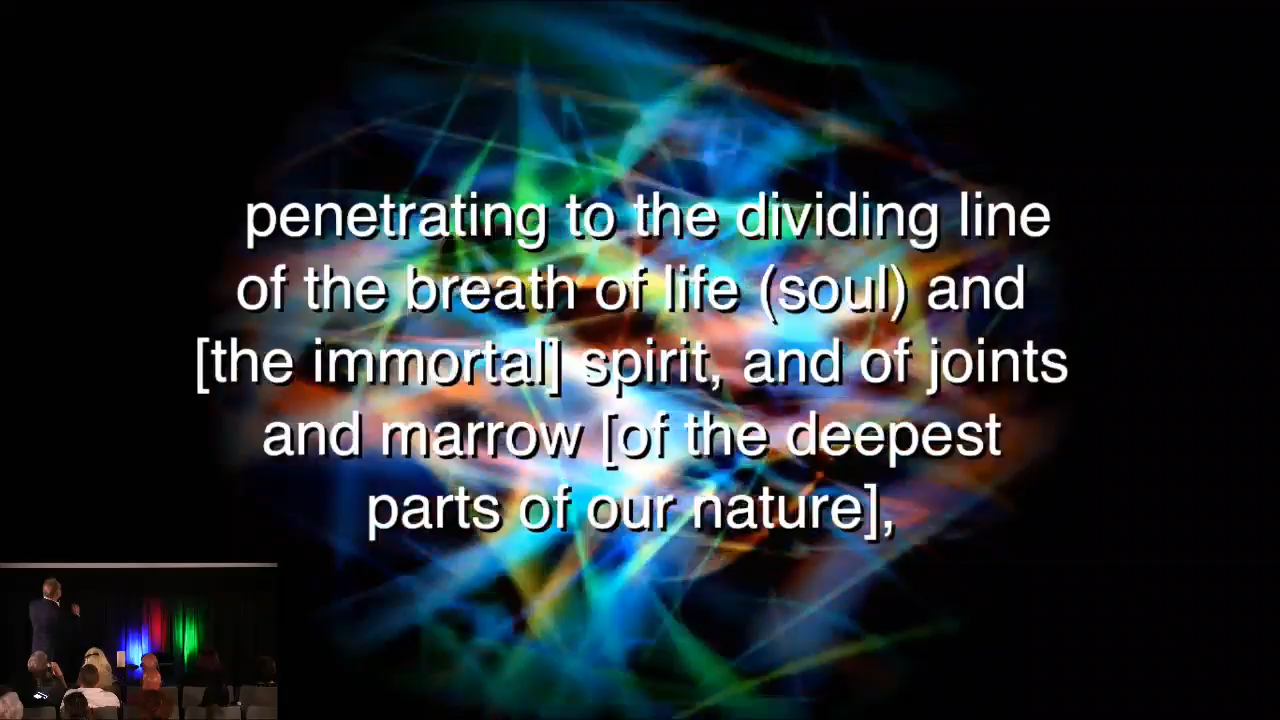 penetrating to the dividing line
of the breath of life (soul) and
[the immortal] spirit, and of joints
and marrow [of the deepest
parts of our nature],